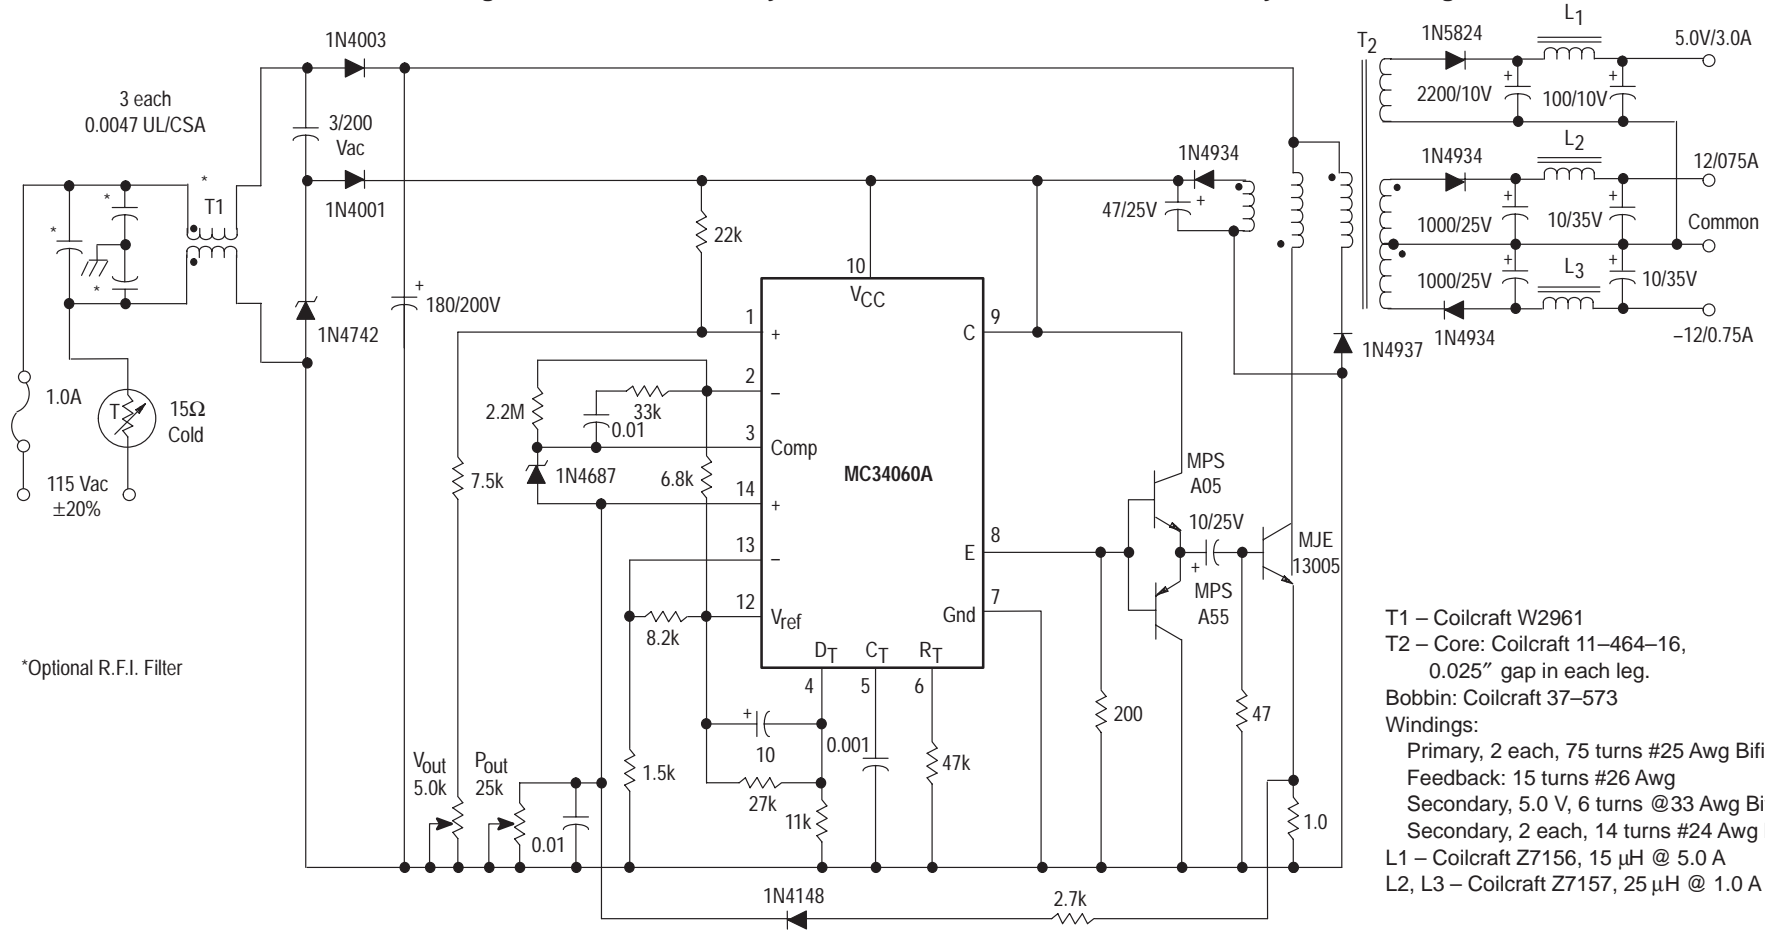 1N4003
3 each
0.0047 UL/CSA
3/200
Vac
*
T1
1N4001
*
*
*
180/200V
+
1N4742
1.0A
T
15Ω
Cold
115 Vac
±20%
*Optional R.F.I. Filter
22k
7.5k
2.2M
33k
0.01
1N4687
6.8k
8.2k
Vout
5.0k
Pout
25k
0.01
1.5k
+
10
27k
11k
0.001
47k
10
VCC
1
+
2
–
3
Comp
14
+
13
–
12
Vref
MC34060A
9
C
8
E
7
Gnd
DT
CT
RT
4
5
6
1N4934
47/25V
+
1N4937
MPS
A05
10/25V
+
MPS
A55
MJE
13005
200
47
1.0
1N4148
2.7k
T2
1N5824
L1
5.0V/3.0A
+
2200/10V
+
100/10V
1N4934
L2
12/075A
+
1000/25V
+
10/35V
Common
+
1000/25V
L3
+
10/35V
1N4934
–12/0.75A
T1 – Coilcraft W2961
T2 – Core: Coilcraft 11–464–16,
0.025″ gap in each leg.
Bobbin: Coilcraft 37–573
Windings:
Primary, 2 each, 75 turns #25 Awg Bifi
Feedback: 15 turns #26 Awg
Secondary, 5.0 V, 6 turns @33 Awg Bi
Secondary, 2 each, 14 turns #24 Awg
L1 – Coilcraft Z7156, 15 μH @ 5.0 A
L2, L3 – Coilcraft Z7157, 25 μH @ 1.0 A